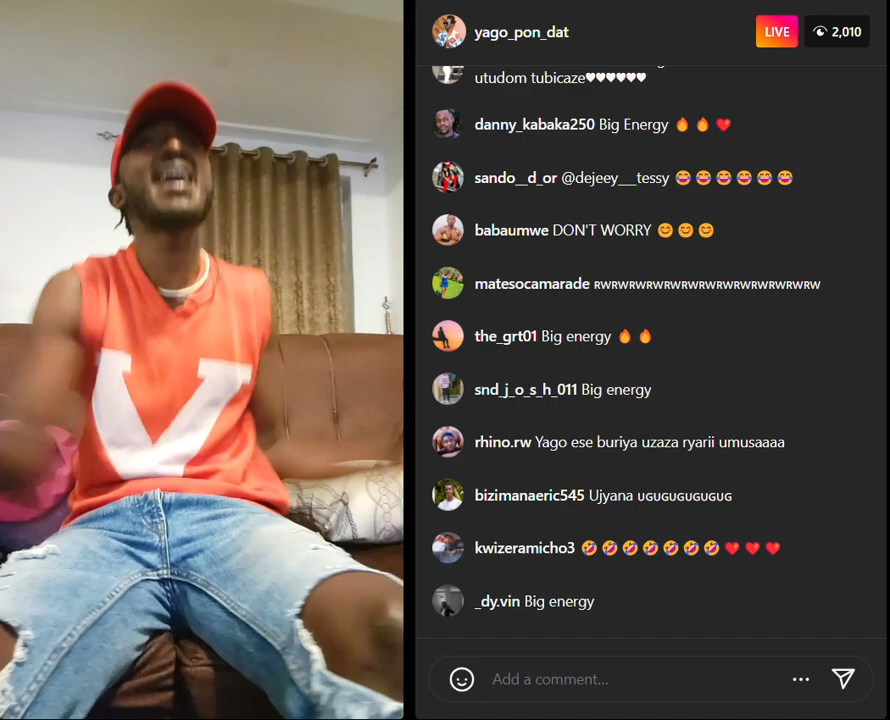 yago_pon_dat
LIVE
2,010
utudom tubicaze♥♥♥♥♥♥
danny_kabaka250 Big Energy 🔥🔥❤️
sando__d_or @dejeey___tessy 😂😂😂😂😂😂
babaumwe DON'T WORRY 😊😊😊
matesocamarade ʀᴡʀᴡʀᴡʀᴡʀᴡʀᴡʀᴡʀᴡʀᴡʀᴡʀᴡʀᴡʀᴡ
the_grt01 Big energy 🔥🔥
snd_j_o_s_h_011 Big energy
rhino.rw Yago ese buriya uzaza ryarii umusaaaa
bizimanaeric545 Ujyana ᴜɢᴜɢᴜɢᴜɢᴜɢᴜɢ
kwizeramicho3 🤣🤣🤣🤣🤣🤣🤣❤️❤️❤️
_dy.vin Big energy
Add a comment...
V